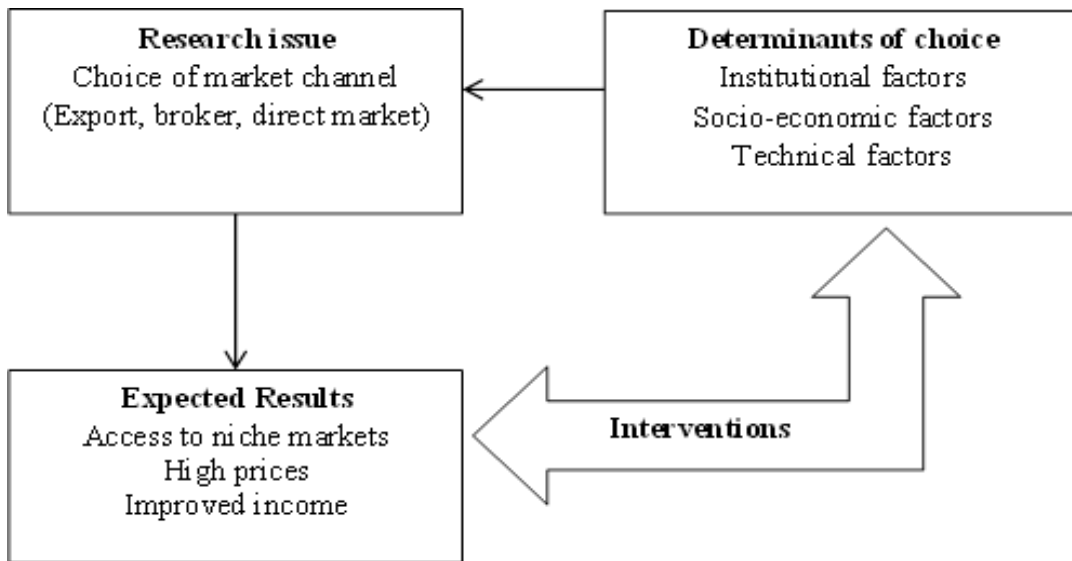 Research issue
Choice of market channel
(Export, broker, direct market)
Determinants of choice
Institutional factors
Socio-economic factors
Technical factors
Expected Results
Access to niche markets
High prices
Improved income
Interventions